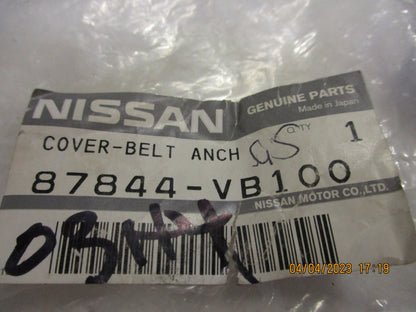 NISSAN
GENUINE PARTS
Made in Japan
COVER-BELT ANCH
QTY
1
87844-VB100
NISSAN MOTOR CO.,LTD.
04/04/2023 17:19